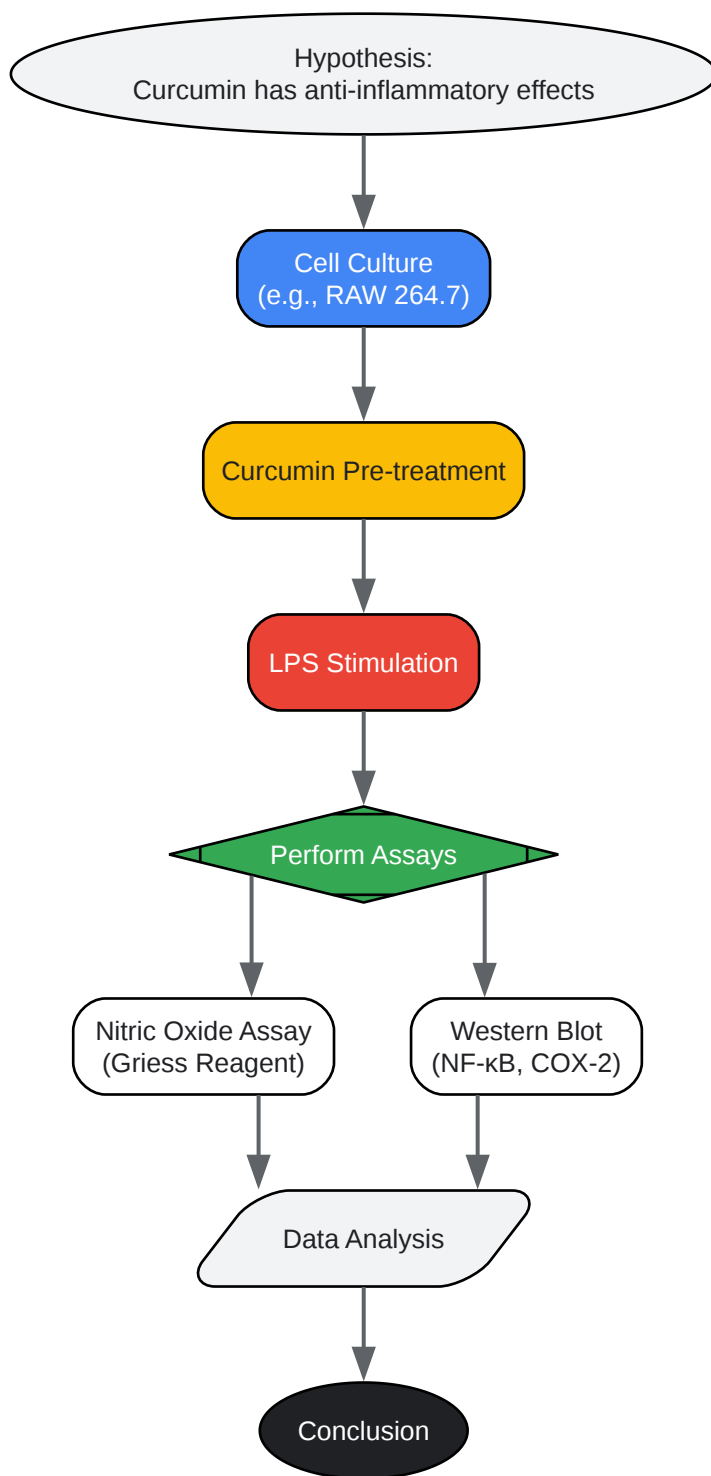 Hypothesis:
Curcumin has anti-inflammatory effects
Cell Culture
(e.g., RAW 264.7)
Curcumin Pre-treatment
LPS Stimulation
Perform Assays
Nitric Oxide Assay
(Griess Reagent)
Western Blot
(NF-κB, COX-2)
Data Analysis
Conclusion